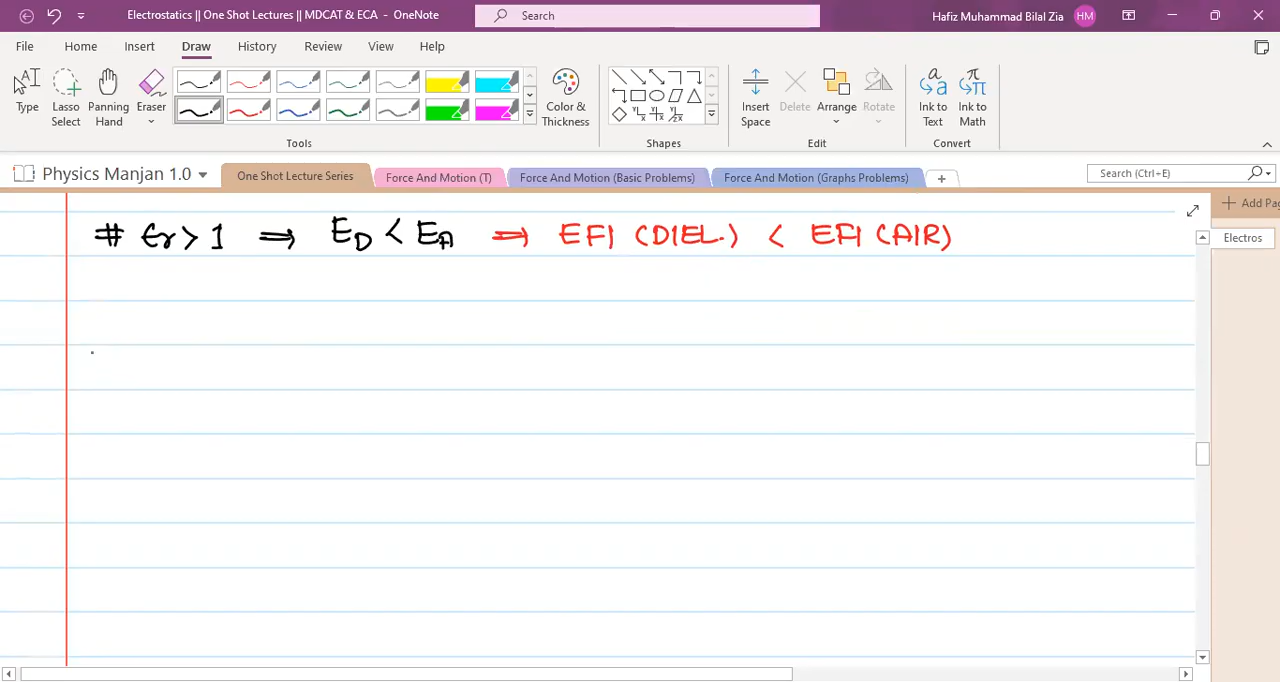 Electrostatics || One Shot Lectures || MDCAT & ECA - OneNote
Search
Hafiz Muhammad Bilal Zia HM
File Home Insert Draw History Review View Help
Type Lasso Select Panning Hand Eraser
Color & Thickness
Insert Space Delete Arrange Rotate
Ink to Text Ink to Math
Tools Shapes Edit Convert
Physics Manjan 1.0 One Shot Lecture Series Force And Motion (T) Force And Motion (Basic Problems) Force And Motion (Graphs Problems) + Search (Ctrl+E)
+ Add Pag
# εr > 1 ⇒ ED < EA ⇒ EFI (DIEL.) < EFI (AIR)
Electros